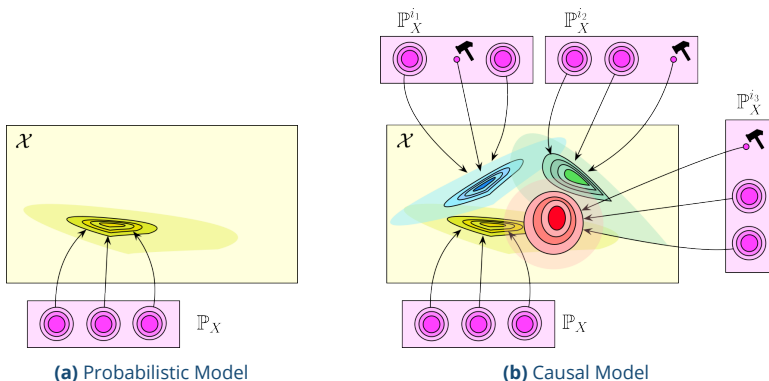 ℙ_X^{i_1}
ℙ_X^{i_2}
ℙ_X^{i_3}
𝒳
𝒳
ℙ_X
ℙ_X
(a) Probabilistic Model
(b) Causal Model